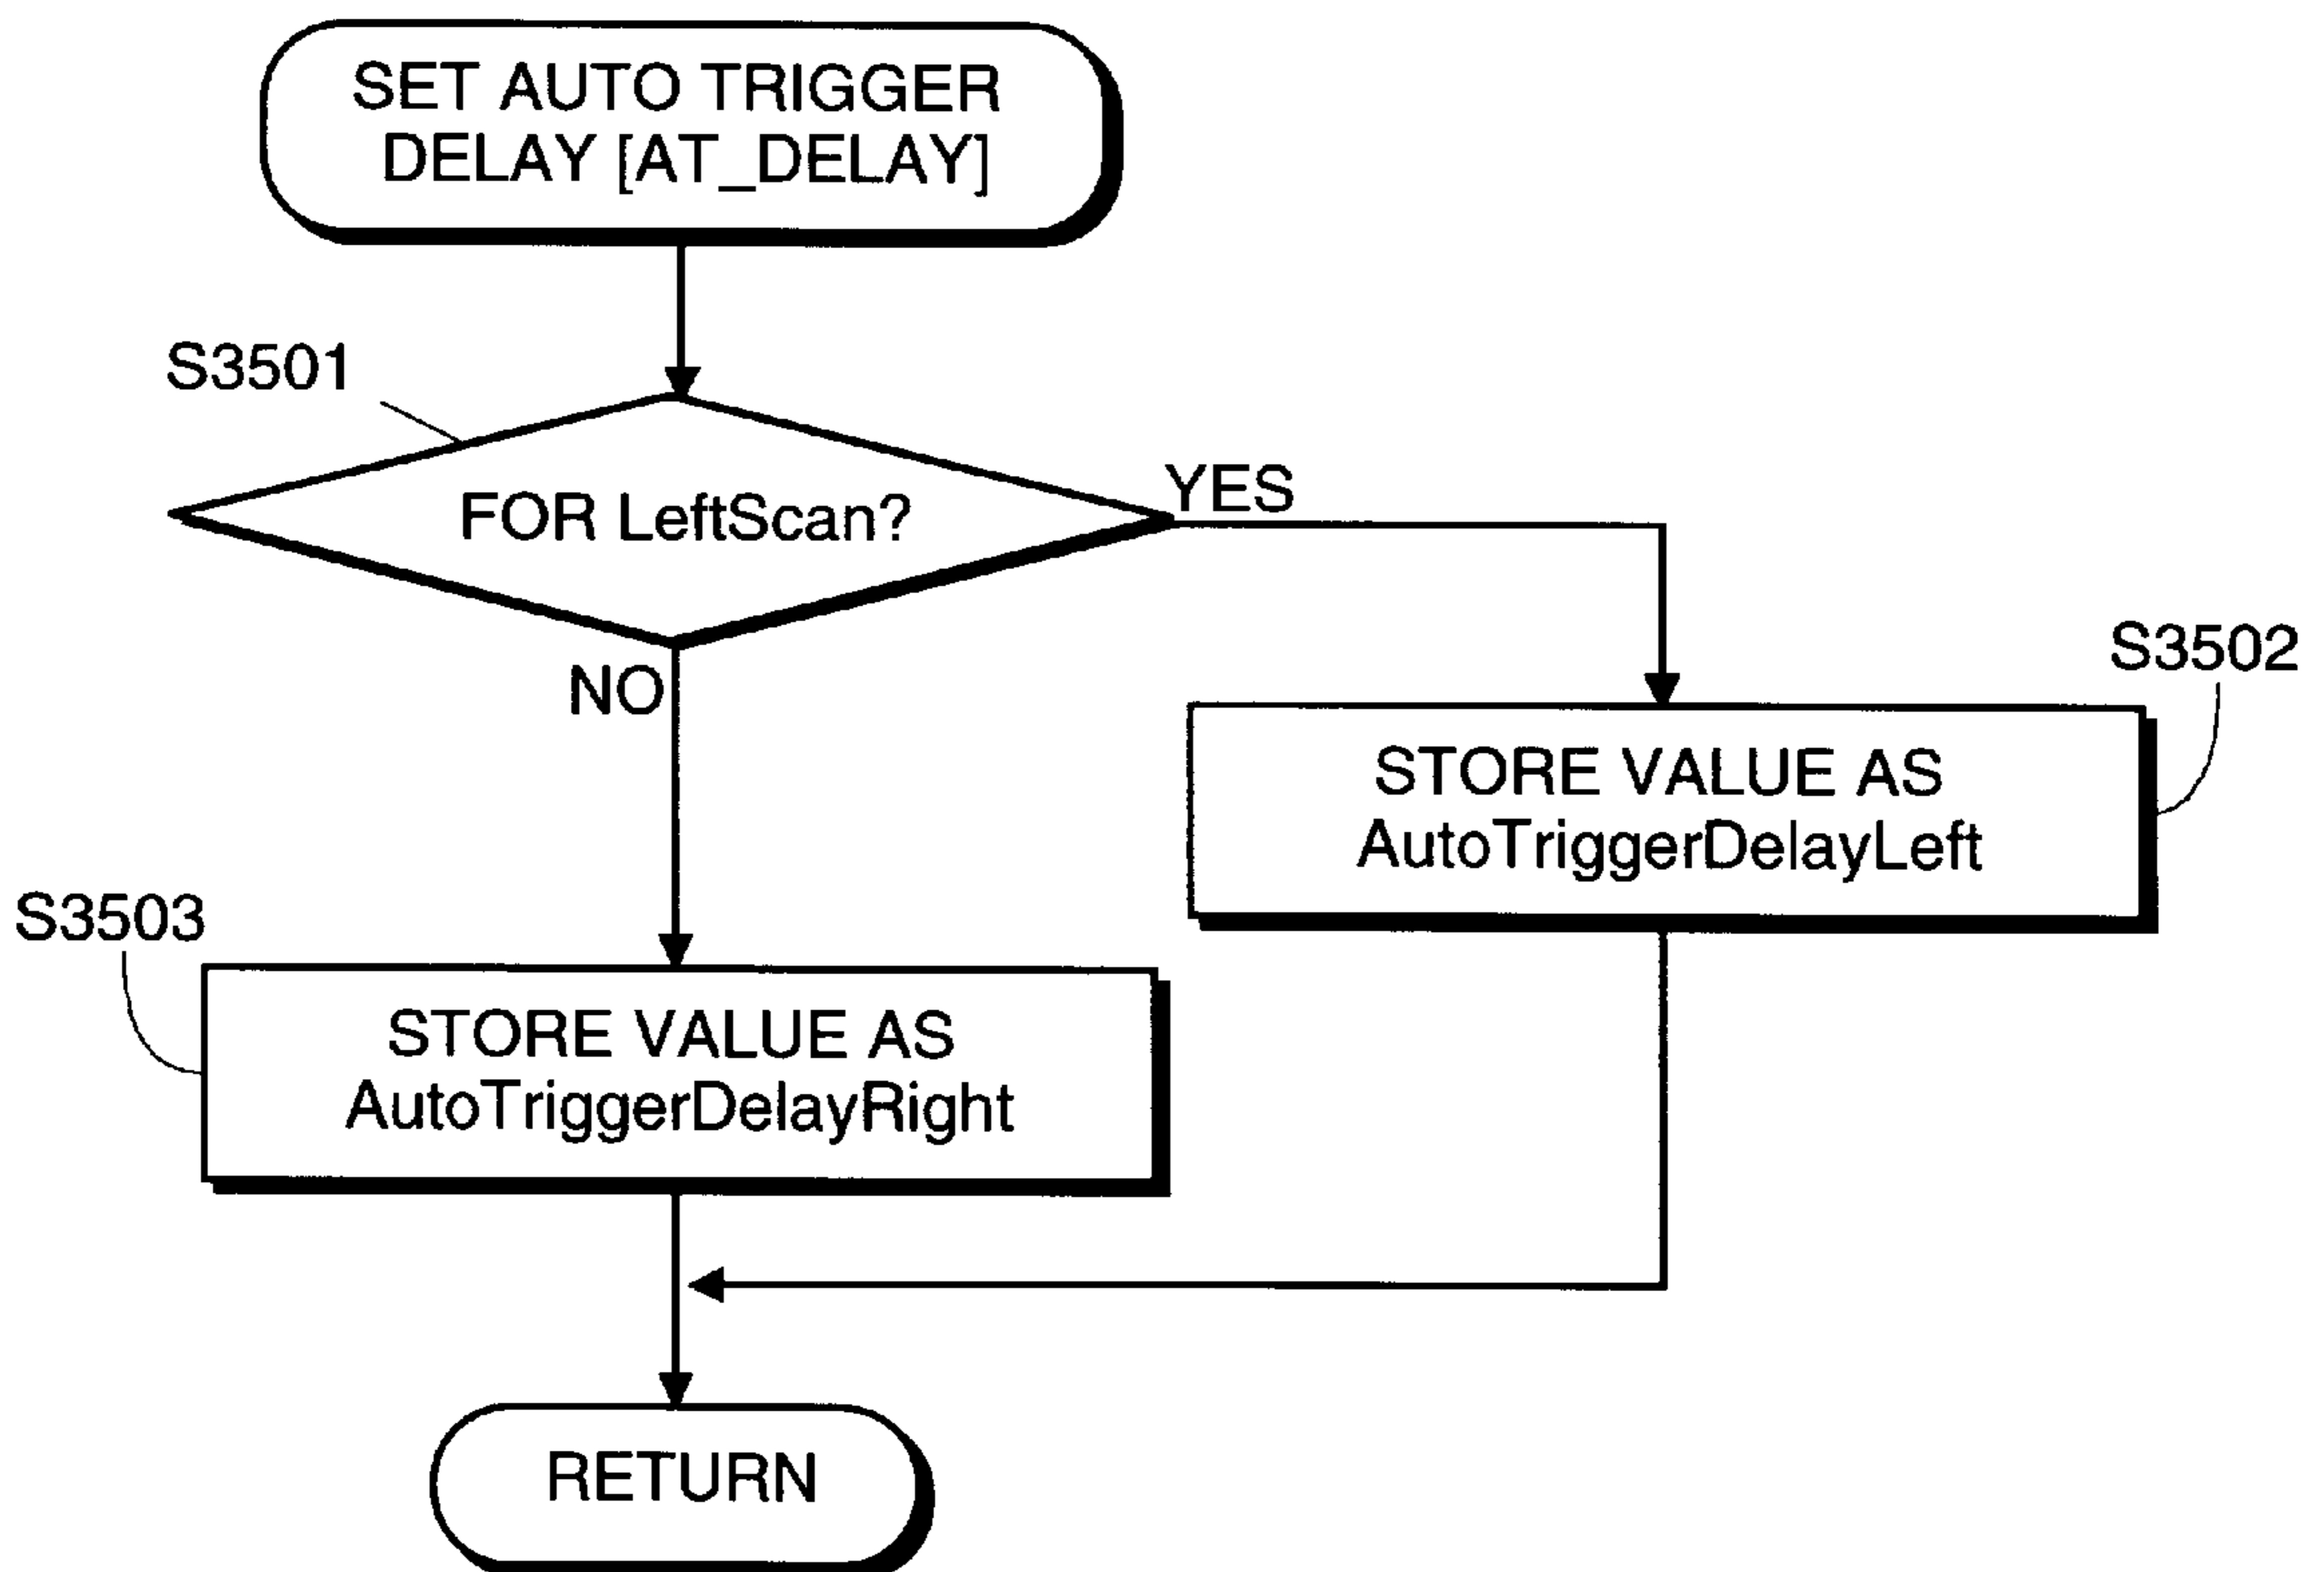 SET AUTO TRIGGER
DELAY [AT_DELAY]
S3501
FOR LeftScan?
YES
NO
S3502
STORE VALUE AS
AutoTriggerDelayLeft
S3503
STORE VALUE AS
AutoTriggerDelayRight
RETURN